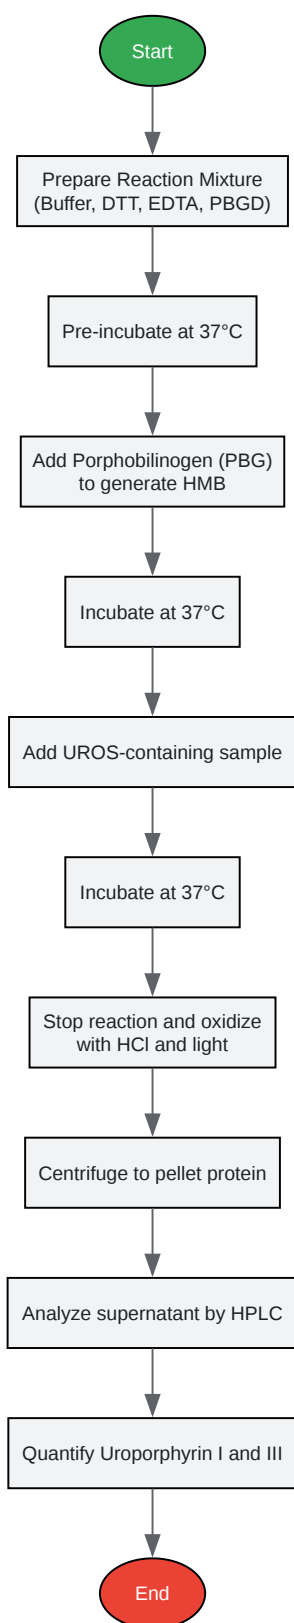 Start
Prepare Reaction Mixture
(Buffer, DTT, EDTA, PBGD)
Pre-incubate at 37°C
Add Porphobilinogen (PBG)
to generate HMB
Incubate at 37°C
Add UROS-containing sample
Incubate at 37°C
Stop reaction and oxidize
with HCl and light
Centrifuge to pellet protein
Analyze supernatant by HPLC
Quantify Uroporphyrin I and III
End